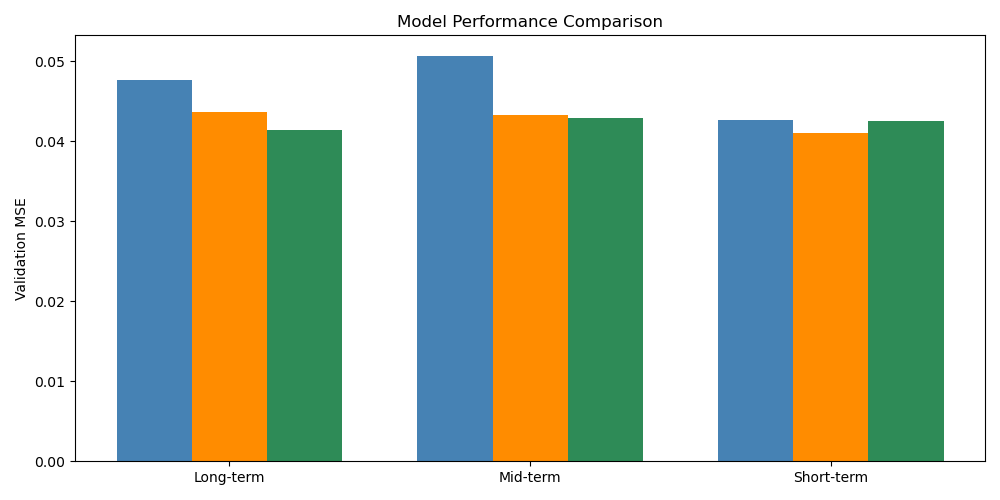 Model Performance Comparison
Validation MSE
0.05
0.04
0.03
0.02
0.01
0.00
Long-term
Mid-term
Short-term